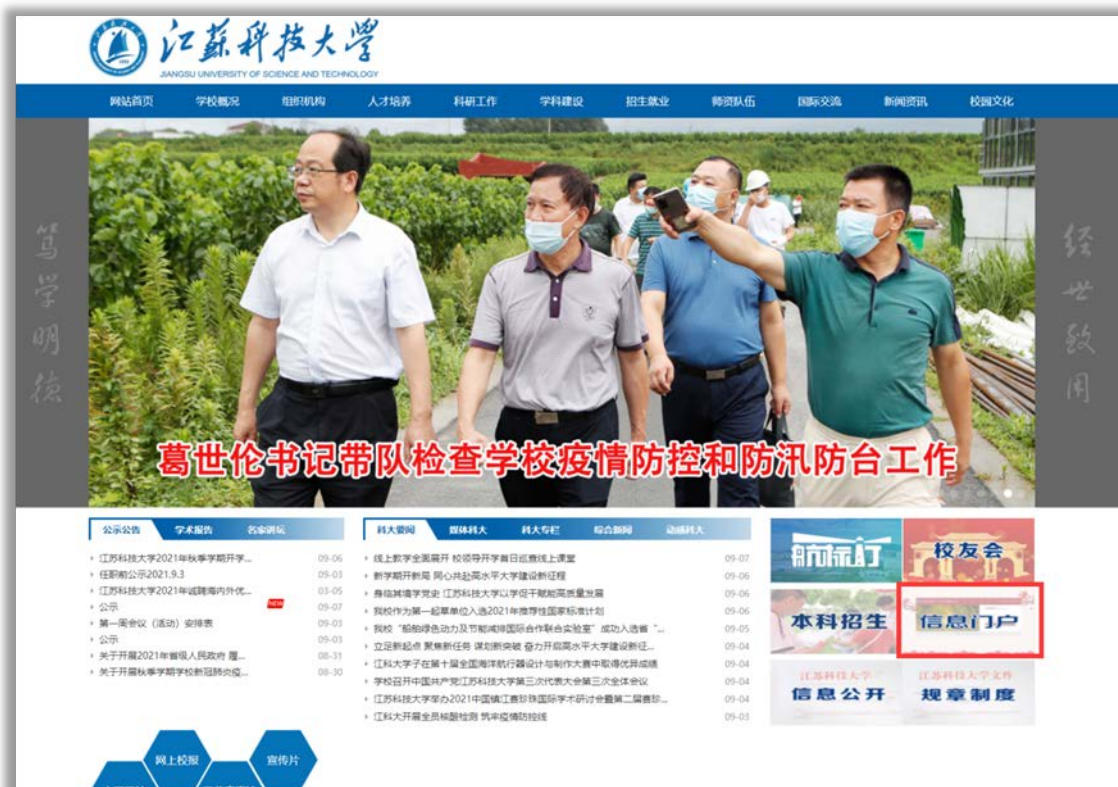 江蘇科技大學
JIANGSU UNIVERSITY OF SCIENCE AND TECHNOLOGY
网站首页 学校概况 组织机构 人才培养 科研工作 学科建设 招生就业 师资队伍 国际交流 新闻资讯 校园文化
笃学明德
经世致用
葛世伦书记带队检查学校疫情防控和防汛防台工作
公示公告 学术报告 名家讲坛
江苏科技大学2021年秋季学期开学... 09-06
任职前公示2021.9.3 09-03
江苏科技大学2021年诚聘海内外优... 03-05
公示 NEW 09-07
第一周会议（活动）安排表 09-03
公示 09-03
关于开展2021年省级人民政府 履... 08-31
关于开展秋季学期学校新冠肺炎疫... 08-30
科大要闻 媒体科大 科大专栏 综合新闻 动感科大
线上教学全面展开 校领导开学首日巡查线上课堂 09-07
新学期开新局 同心共赴高水平大学建设新征程 09-06
身临其境学党史 江苏科技大学以学促干赋能高质量发展 09-06
我校作为第一起草单位入选2021年推荐性国家标准计划 09-06
我校“船舶绿色动力及节能减排国际合作联合实验室”成功入选省“... 09-05
立足新起点 聚焦新任务 谋划新突破 奋力开启高水平大学建设新征... 09-04
江科大学子在第十届全国海洋航行器设计与制作大赛中取得优异成绩 09-04
学校召开中国共产党江苏科技大学第三次代表大会第三次全体会议 09-04
江苏科技大学举办2021中国镇江赛珍珠国际学术研讨会暨第二届赛珍... 09-04
江科大开展全员核酸检测 筑牢疫情防控线 09-03
校友会
本科招生
信息门户
江苏科技大学
信息公开
江苏科技大学文件
规章制度
网上校报
宣传片